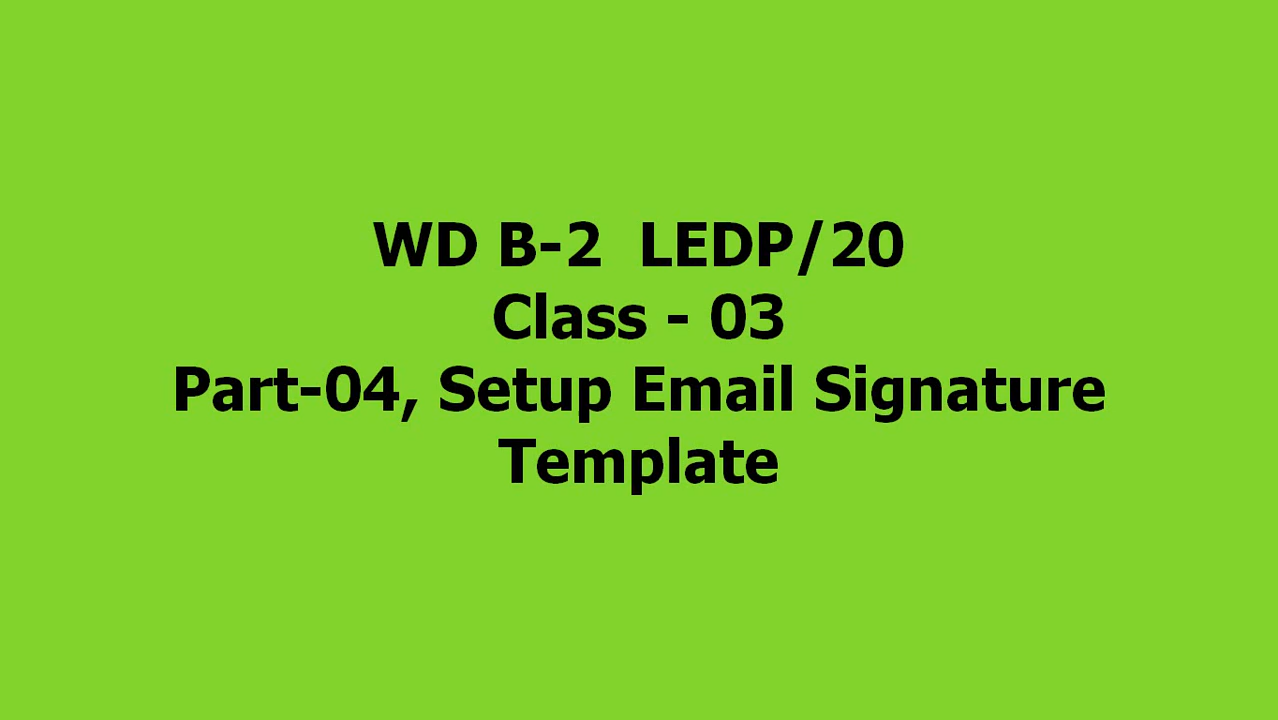 WD B-2  LEDP/20
Class - 03
Part-04, Setup Email Signature
Template